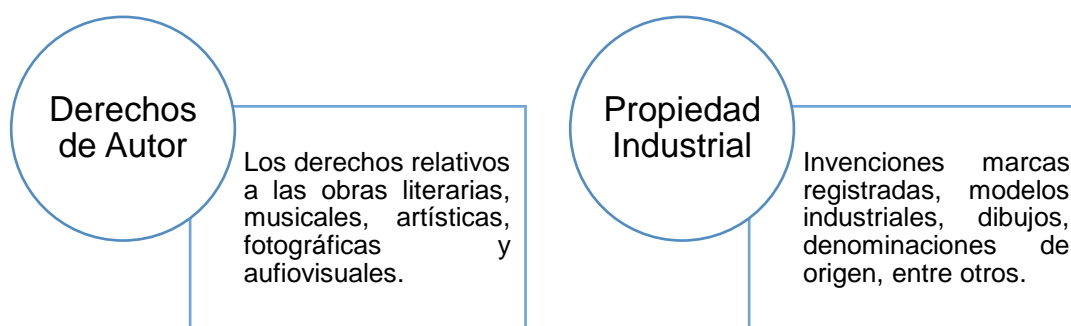 Derechos
de Autor
Los derechos relativos
a las obras literarias,
musicales, artísticas,
fotográficas y
aufiovisuales.
Propiedad
Industrial
Invenciones marcas
registradas, modelos
industriales, dibujos,
denominaciones de
origen, entre otros.